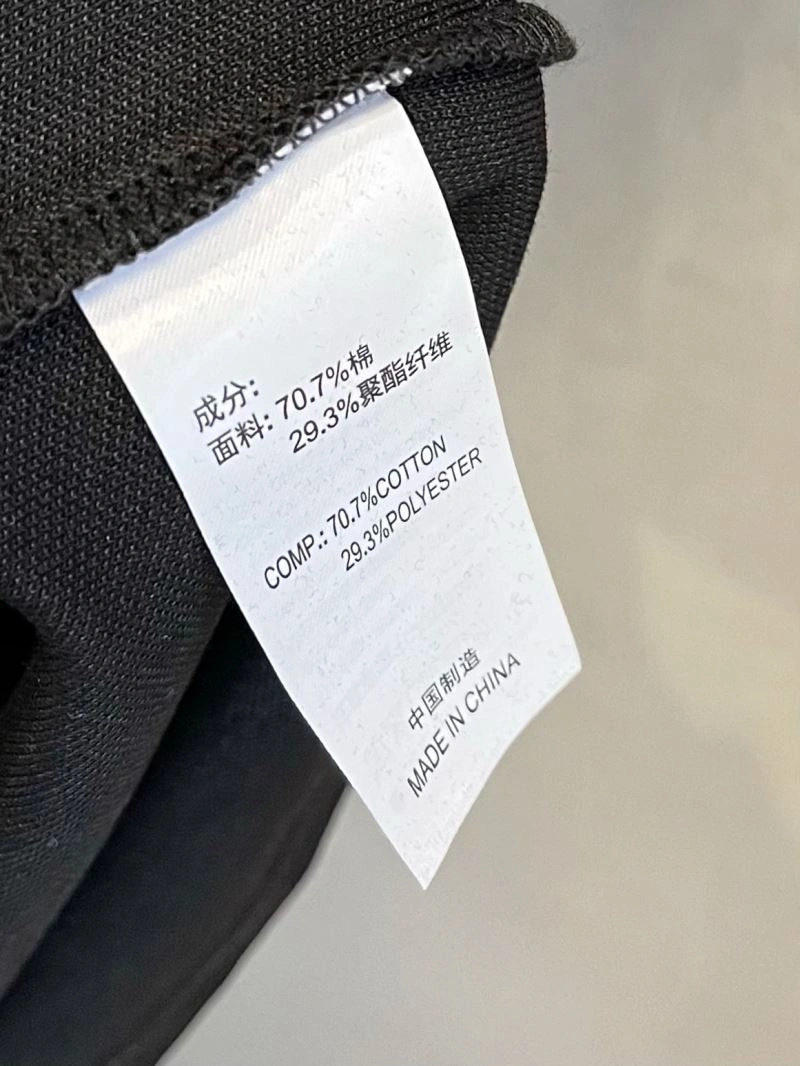 成分:
面料: 70.7%棉
29.3%聚酯纤维
COMP.: 70.7%COTTON
29.3%POLYESTER
中国制造
MADE IN CHINA